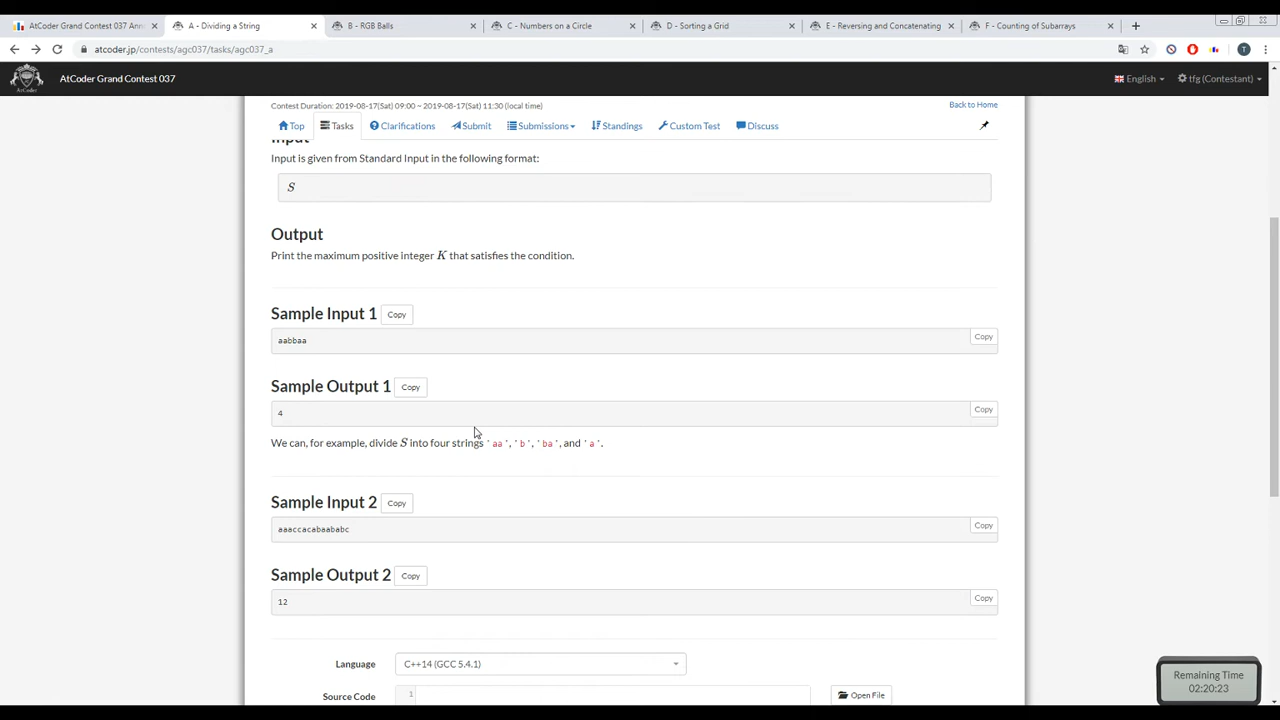 AtCoder Grand Contest 037 Ann
A - Dividing a String
B - RGB Balls
C - Numbers on a Circle
D - Sorting a Grid
E - Reversing and Concatenating
F - Counting of Subarrays
atcoder.jp/contests/agc037/tasks/agc037_a
T
AtCoder Grand Contest 037
English
tfg (Contestant)
Contest Duration: 2019-08-17(Sat) 09:00 ~ 2019-08-17(Sat) 11:30 (local time)
Back to Home
Top
Tasks
Clarifications
Submit
Submissions
Standings
Custom Test
Discuss
Input
Input is given from Standard Input in the following format:
S
Output
Print the maximum positive integer K that satisfies the condition.
Sample Input 1
Copy
aabbaa
Copy
Sample Output 1
Copy
4
Copy
We can, for example, divide S into four strings 'aa', 'b', 'ba', and 'a'.
Sample Input 2
Copy
aaaccacabaababc
Copy
Sample Output 2
Copy
12
Copy
Language
C++14 (GCC 5.4.1)
Source Code
1
Open File
Remaining Time
02:20:23